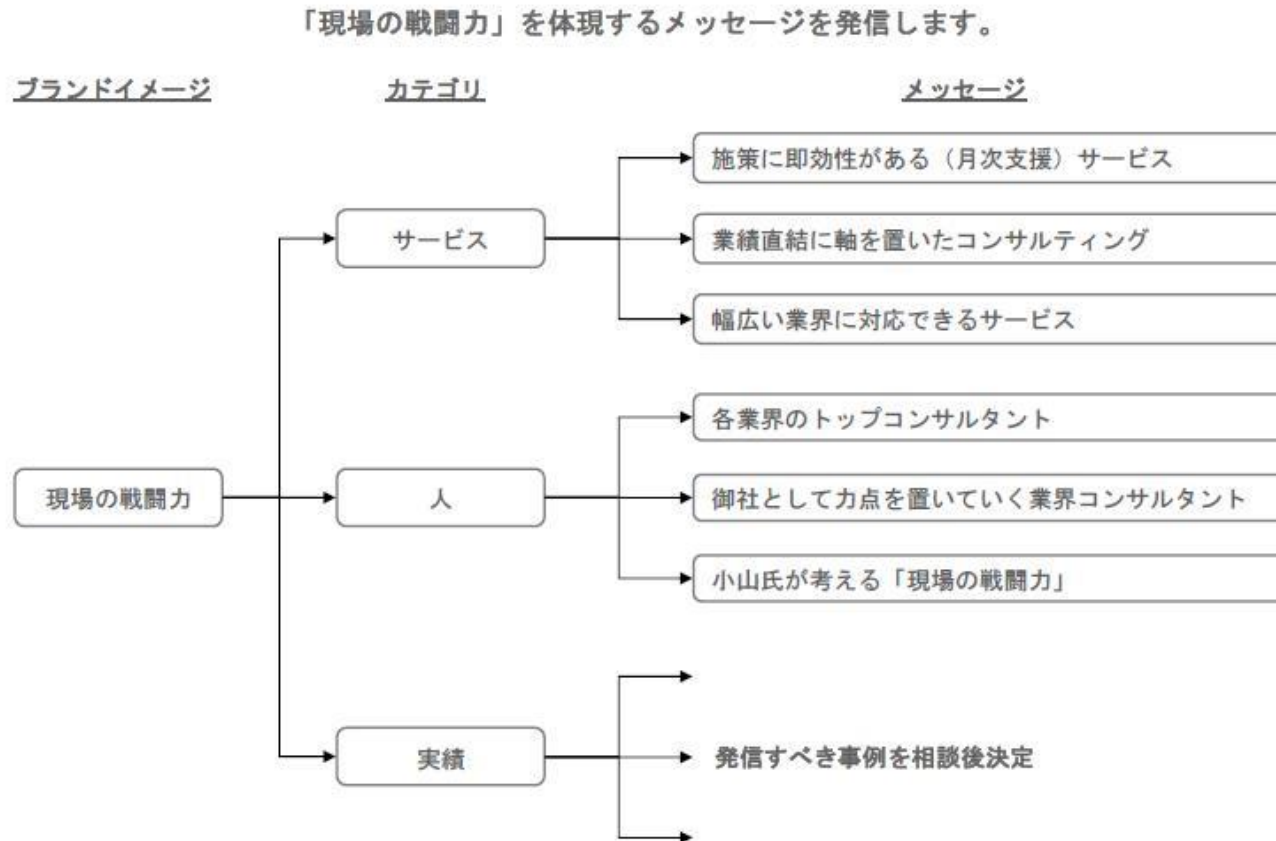 「現場の戦闘力」を体現するメッセージを発信します。
ブランドイメージ
カテゴリ
メッセージ
施策に即効性がある（月次支援）サービス
サービス
業績直結に軸を置いたコンサルティング
幅広い業界に対応できるサービス
各業界のトップコンサルタント
現場の戦闘力
人
御社として力点を置いていく業界コンサルタント
小山氏が考える「現場の戦闘力」
実績
発信すべき事例を相談後決定